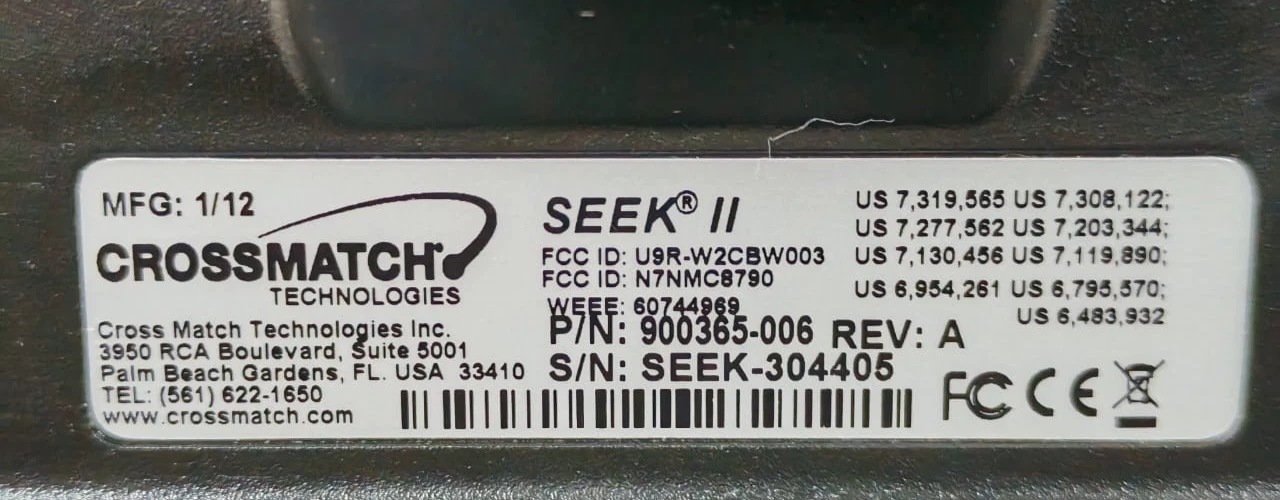 MFG: 1/12
CROSSMATCH
TECHNOLOGIES
Cross Match Technologies Inc.
3950 RCA Boulevard, Suite 5001
Palm Beach Gardens, FL. USA 33410
TEL: (561) 622-1650
www.crossmatch.com
SEEK® II
FCC ID: U9R-W2CBW003
FCC ID: N7NMC8790
WEEE: 60744969
P/N: 900365-006 REV: A
S/N: SEEK-304405
US 7,319,565 US 7,308,122;
US 7,277,562 US 7,203,344;
US 7,130,456 US 7,119,890;
US 6,954,261 US 6,795,570;
US 6,483,932
FC CE